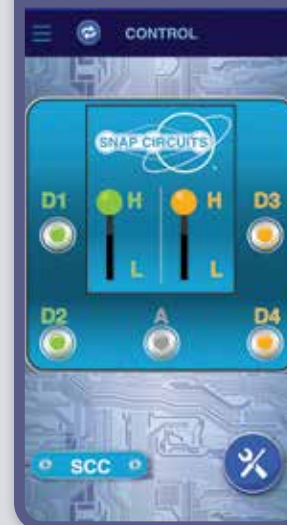 CONTROL
SNAP CIRCUITS
D1 H H D3
L L
D2 A D4
SCC